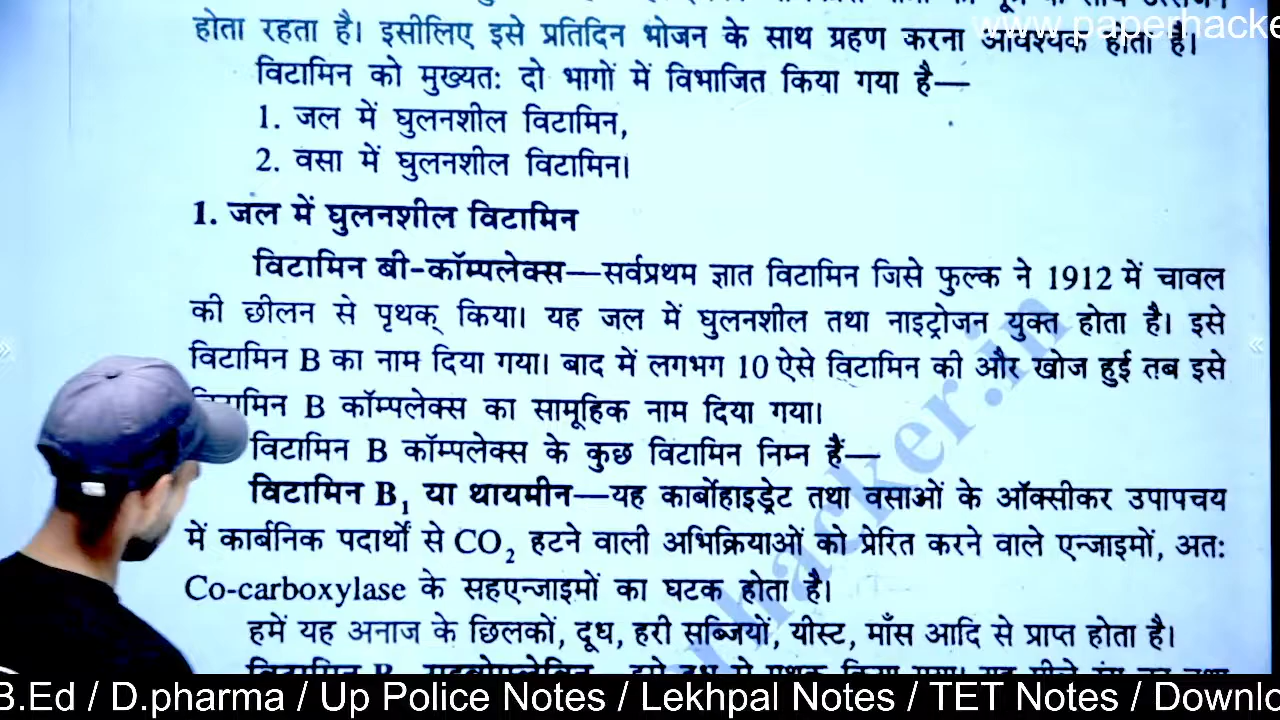 www.paperhacke
होता रहता है। इसीलिए इसे प्रतिदिन भोजन के साथ ग्रहण करना आवश्यक होता है।
विटामिन को मुख्यतः दो भागों में विभाजित किया गया है—
1. जल में घुलनशील विटामिन,
2. वसा में घुलनशील विटामिन।
1. जल में घुलनशील विटामिन
विटामिन बी-कॉम्पलेक्स—सर्वप्रथम ज्ञात विटामिन जिसे फुल्क ने 1912 में चावल
की छीलन से पृथक् किया। यह जल में घुलनशील तथा नाइट्रोजन युक्त होता है। इसे
विटामिन B का नाम दिया गया। बाद में लगभग 10 ऐसे विटामिन की और खोज हुई तब इसे
विटामिन B कॉम्पलेक्स का सामूहिक नाम दिया गया।
विटामिन B कॉम्पलेक्स के कुछ विटामिन निम्न हैं—
विटामिन B₁ या थायमीन—यह कार्बोहाइड्रेट तथा वसाओं के ऑक्सीकर उपापचय
में कार्बनिक पदार्थों से CO₂ हटने वाली अभिक्रियाओं को प्रेरित करने वाले एन्जाइमों, अतः
Co-carboxylase के सहएन्जाइमों का घटक होता है।
हमें यह अनाज के छिलकों, दूध, हरी सब्जियों, यीस्ट, माँस आदि से प्राप्त होता है।
hacker.in
B.Ed / D.pharma / Up Police Notes / Lekhpal Notes / TET Notes / Downlo